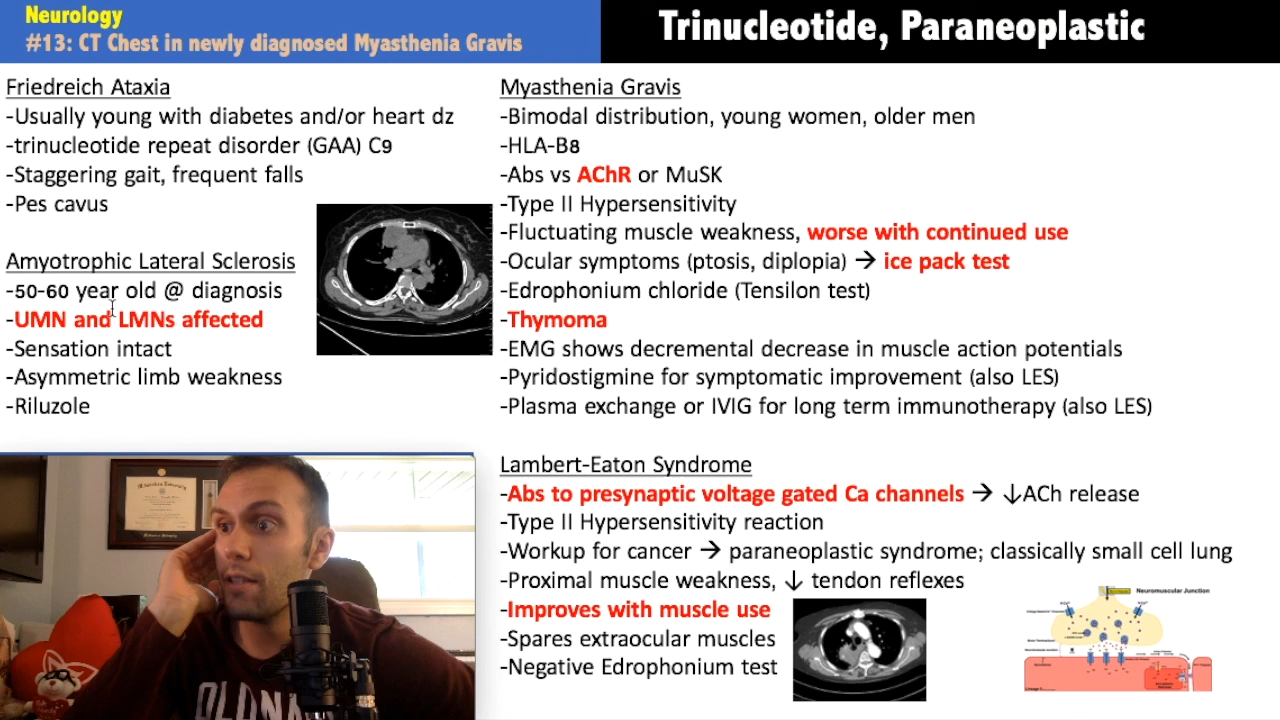 Neurology
#13: CT Chest in newly diagnosed Myasthenia Gravis
Trinucleotide, Paraneoplastic
Friedreich Ataxia
-Usually young with diabetes and/or heart dz
-trinucleotide repeat disorder (GAA) C9
-Staggering gait, frequent falls
-Pes cavus
Amyotrophic Lateral Sclerosis
-50-60 year old @ diagnosis
-UMN and LMNs affected
-Sensation intact
-Asymmetric limb weakness
-Riluzole
Myasthenia Gravis
-Bimodal distribution, young women, older men
-HLA-B8
-Abs vs AChR or MuSK
-Type II Hypersensitivity
-Fluctuating muscle weakness, worse with continued use
-Ocular symptoms (ptosis, diplopia) → ice pack test
-Edrophonium chloride (Tensilon test)
-Thymoma
-EMG shows decremental decrease in muscle action potentials
-Pyridostigmine for symptomatic improvement (also LES)
-Plasma exchange or IVIG for long term immunotherapy (also LES)
Lambert-Eaton Syndrome
-Abs to presynaptic voltage gated Ca channels → ↓ACh release
-Type II Hypersensitivity reaction
-Workup for cancer → paraneoplastic syndrome; classically small cell lung
-Proximal muscle weakness, ↓ tendon reflexes
-Improves with muscle use
-Spares extraocular muscles
-Negative Edrophonium test
Neuromuscular Junction